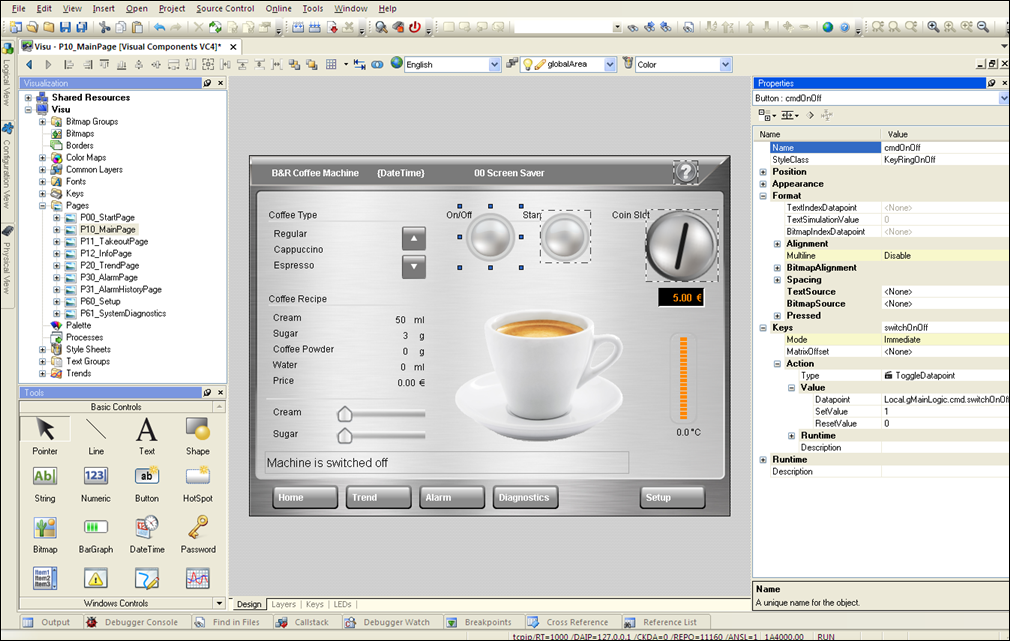 File Edit View Insert Open Project Source Control Online Tools Window Help
Visu - P10_MainPage [Visual Components VC4]*
English globalArea Color
Logical View
Configuration View
Physical View
Visualization
Shared Resources
Visu
Bitmap Groups
Bitmaps
Borders
Color Maps
Common Layers
Fonts
Keys
Pages
P00_StartPage
P10_MainPage
P11_TakeoutPage
P12_InfoPage
P20_TrendPage
P30_AlarmPage
P31_AlarmHistoryPage
P60_Setup
P61_SystemDiagnostics
Palette
Processes
Style Sheets
Text Groups
Trends
Tools
Basic Controls
Pointer Line Text Shape
String Numeric Button HotSpot
Bitmap BarGraph DateTime Password
Windows Controls
B&R Coffee Machine (DateTime) 00 Screen Saver ?
Coffee Type On/Off Star Coin Slot
Regular
Cappuccino
Espresso
5.00 €
Coffee Recipe
Cream 50 ml
Sugar 3 g
Coffee Powder 0 g
Water 0 ml
Price 0.00 €
Cream
Sugar
0.0 °C
Machine is switched off
Home Trend Alarm Diagnostics Setup
Design Layers Keys LEDs
Properties
Button : cmdOnOff
Name Value
Name cmdOnOff
StyleClass KeyRingOnOff
Position
Appearance
Format
TextIndexDatapoint <None>
TextSimulationValue 0
BitmapIndexDatapoint <None>
Alignment
Multiline Disable
BitmapAlignment
Spacing
TextSource <None>
BitmapSource <None>
Pressed
Keys switchOnOff
Mode Immediate
MatrixOffset <None>
Action
Type ToggleDatapoint
Value
Datapoint Local.gMainLogic.cmd.switchOnOff
SetValue 1
ResetValue 0
Runtime
Description
Runtime
Description
Name
A unique name for the object.
Output Debugger Console Find in Files Callstack Debugger Watch Breakpoints Cross Reference Reference List
tcpip/RT=1000 /DAIP=127.0.0.1 /CKDA=0 /REPO=11160 /ANSL=1 1A4000.00 RUN